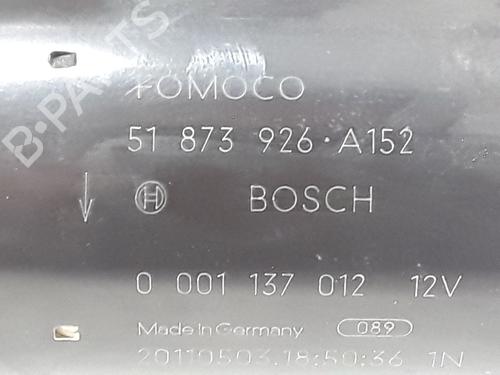 FOMOCO
51 873 926 · A152
BOSCH
0 001 137 012 12V
Made in Germany 089
20110503.18:50:36 1N
B-PARTS